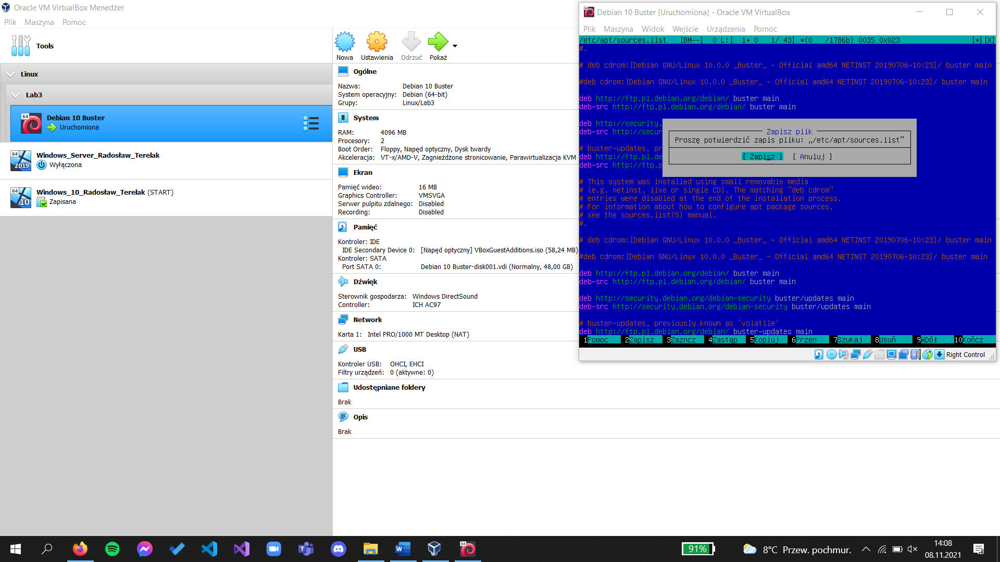 Oracle VM VirtualBox Menedżer
Plik Maszyna Pomoc
Tools
Linux
Lab3
64
Debian 10 Buster
Uruchomiona
64
2019
Windows_Server_Radosław_Terelak
Wyłączona
64
10
Windows_10_Radosław_Terelak (START)
Zapisana
Nowa Ustawienia Odrzuć Pokaż
Ogólne
Nazwa: Debian 10 Buster
System operacyjny: Debian (64-bit)
Grupy: Linux/Lab3
System
RAM: 4096 MB
Procesory: 2
Boot Order: Floppy, Napęd optyczny, Dysk twardy
Akceleracja: VT-x/AMD-V, Zagnieżdżone stronicowanie, Parawirtualizacja KVM
Ekran
Pamięć wideo: 16 MB
Graphics Controller: VMSVGA
Serwer pulpitu zdalnego: Disabled
Recording: Disabled
Pamięć
Kontroler: IDE
IDE Secondary Device 0: [Napęd optyczny] VBoxGuestAdditions.iso (58,24 MB)
Kontroler: SATA
Port SATA 0: Debian 10 Buster-disk001.vdi (Normalny, 48,00 GB)
Dźwięk
Sterownik gospodarza: Windows DirectSound
Controller: ICH AC97
Network
Karta 1: Intel PRO/1000 MT Desktop (NAT)
USB
Kontroler USB: OHCI, EHCI
Filtry urządzeń: 0 (aktywne: 0)
Udostępniane foldery
Brak
Opis
Brak
Debian 10 Buster [Uruchomiona] - Oracle VM VirtualBox
Plik Maszyna Widok Wejście Urządzenia Pomoc
/etc/apt/sources.list [BM--] 0 L:[ 1+ 0 1/ 43] *(0 /1786b) 0035 0x023 [*][X]
#.
# deb cdrom:[Debian GNU/Linux 10.0.0 _Buster_ - Official amd64 NETINST 20190706-10:23]/ buster main
#deb cdrom:[Debian GNU/Linux 10.0.0 _Buster_ - Official amd64 NETINST 20190706-10:23]/ buster main
deb http://ftp.pl.debian.org/debian/ buster main
deb-src http://ftp.pl.debian.org/debian/ buster main
deb http://security.
deb-src http://secur
# buster-updates, pr
deb http://ftp.pl.de
deb-src http://ftp.p
Zapisz plik
Proszę potwierdzić zapis pliku: „/etc/apt/sources.list”
[ Zapisz ] [ Anuluj ]
# This system was installed using small removable media
# (e.g. netinst, live or single CD). The matching "deb cdrom"
# entries were disabled at the end of the installation process.
# For information about how to configure apt package sources,
# see the sources.list(5) manual.
#.
# deb cdrom:[Debian GNU/Linux 10.0.0 _Buster_ - Official amd64 NETINST 20190706-10:23]/ buster main
#deb cdrom:[Debian GNU/Linux 10.0.0 _Buster_ - Official amd64 NETINST 20190706-10:23]/ buster main
deb http://ftp.pl.debian.org/debian/ buster main
deb-src http://ftp.pl.debian.org/debian/ buster main
deb http://security.debian.org/debian-security buster/updates main
deb-src http://security.debian.org/debian-security buster/updates main
# buster-updates, previously known as 'volatile'
deb http://ftp.pl.debian.org/debian/ buster-updates main
1Pomoc 2Zapisz 3Zazncz 4Zastąp 5Kopiuj 6Przen 7Szukaj 8Usuń 9WDół 10Kończ
Right Control
91%
8°C Przew. pochmur.
14:08
08.11.2021